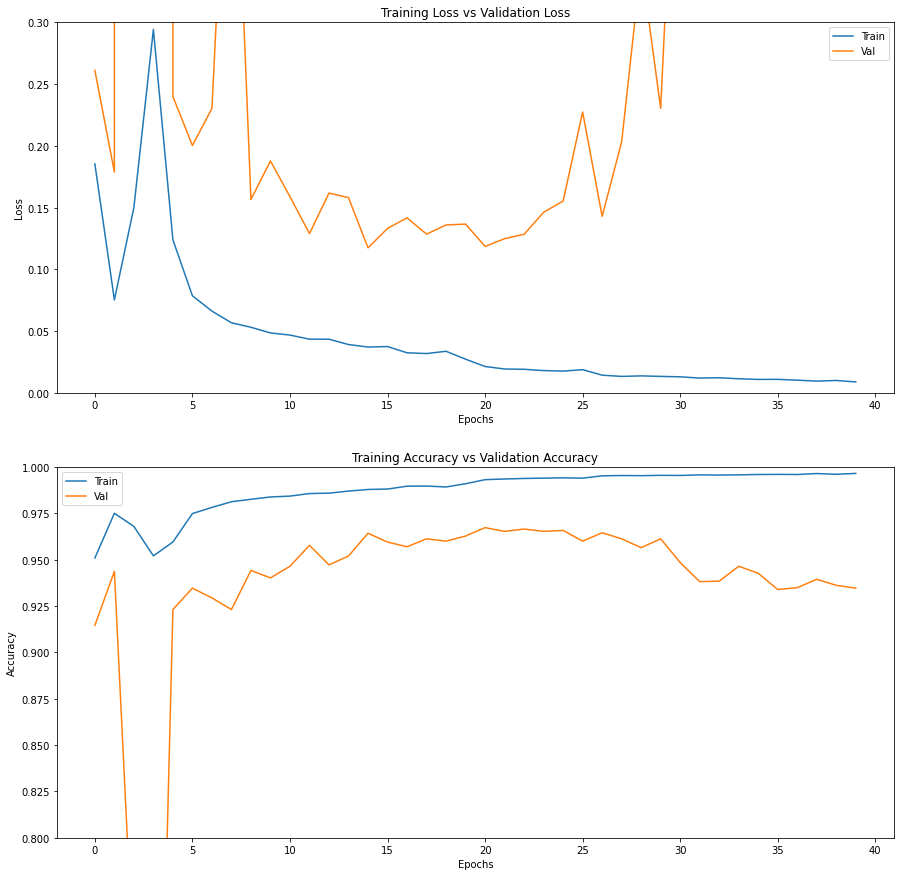 Training Loss vs Validation Loss
0.30
0.25
0.20
0.15
0.10
0.05
0.00
Loss
Train
Val
0 5 10 15 20 25 30 35 40
Epochs
Training Accuracy vs Validation Accuracy
1.000
0.975
0.950
0.925
0.900
0.875
0.850
0.825
0.800
Accuracy
Train
Val
0 5 10 15 20 25 30 35 40
Epochs